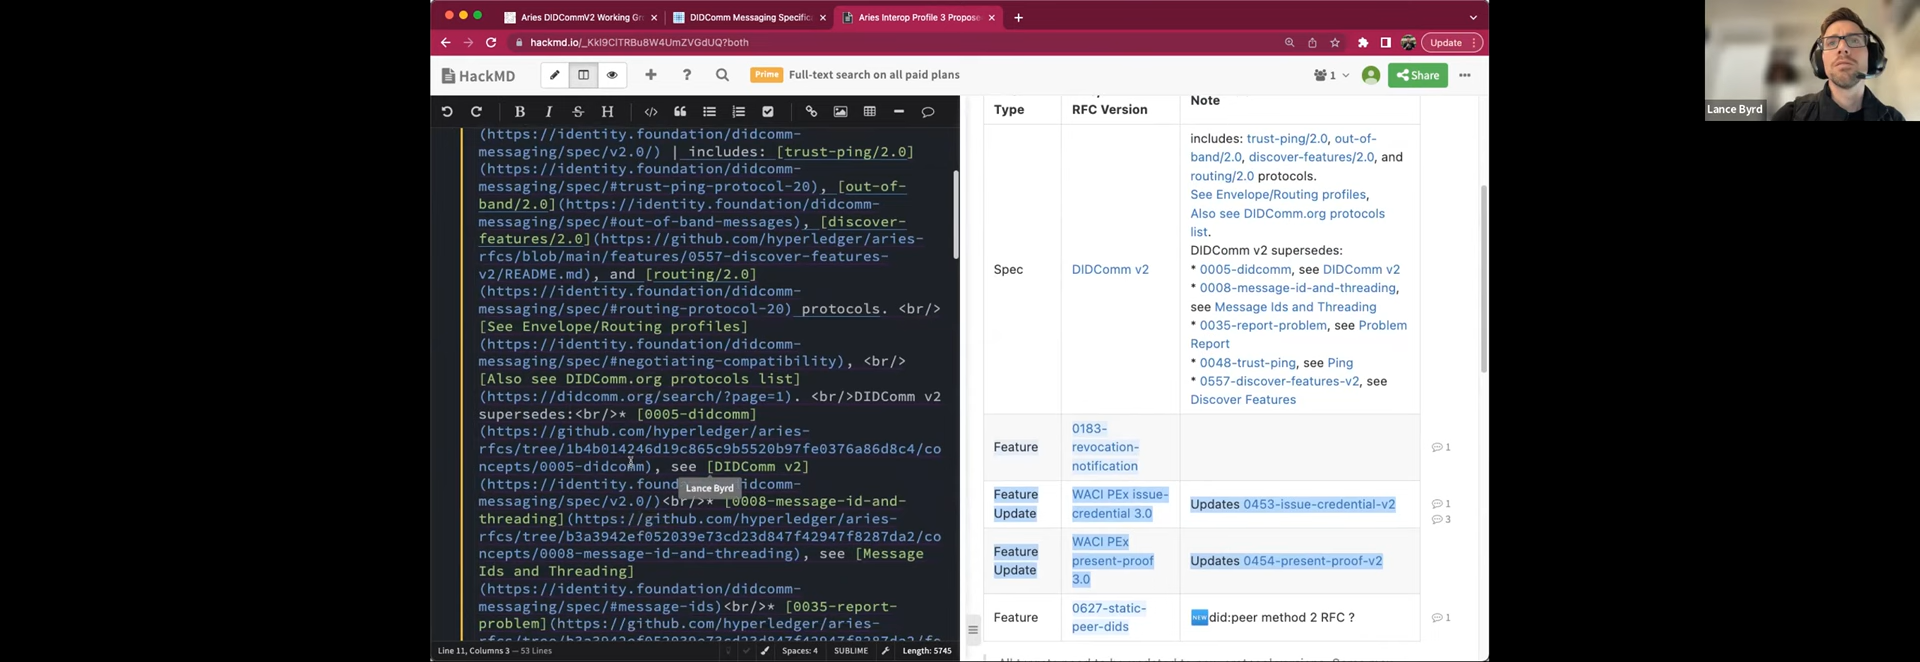 Aries DIDCommV2 Working Gr
DIDComm Messaging Specific
Aries Interop Profile 3 Propose
hackmd.io/_KkI9ClTRBu8W4UmZVGdUQ?both
Update
HackMD
Prime
Full-text search on all paid plans
1
Share
B I S H
(https://identity.foundation/didcomm-
messaging/spec/v2.0/) | includes: [trust-ping/2.0]
(https://identity.foundation/didcomm-
messaging/spec/#trust-ping-protocol-20), [out-of-
band/2.0](https://identity.foundation/didcomm-
messaging/spec/#out-of-band-messages), [discover-
features/2.0](https://github.com/hyperledger/aries-
rfcs/blob/main/features/0557-discover-features-
v2/README.md), and [routing/2.0]
(https://identity.foundation/didcomm-
messaging/spec/#routing-protocol-20) protocols. <br/>
[See Envelope/Routing profiles]
(https://identity.foundation/didcomm-
messaging/spec/#negotiating-compatibility), <br/>
[Also see DIDComm.org protocols list]
(https://didcomm.org/search/?page=1). <br/>DIDComm v2
supersedes:<br/>* [0005-didcomm]
(https://github.com/hyperledger/aries-
rfcs/tree/1b4b014246d19c865c9b5520b97fe0376a86d8c4/co
ncepts/0005-didcomm), see [DIDComm v2]
(https://identity.foundation/didcomm-
Lance Byrd
messaging/spec/v2.0/)<br/>* [0008-message-id-and-
threading](https://github.com/hyperledger/aries-
rfcs/tree/b3a3942ef052039e73cd23d847f42947f8287da2/co
ncepts/0008-message-id-and-threading), see [Message
Ids and Threading]
(https://identity.foundation/didcomm-
messaging/spec/#message-ids)<br/>* [0035-report-
problem](https://github.com/hyperledger/aries-
rfcs/tree/b3a3942ef052039e73cd23d847f42947f8287da2/fe
Line 11, Columns 3 — 53 Lines
Spaces: 4
SUBLIME
Length: 5745
Type
RFC Version
Note
Spec
DIDComm v2
includes: trust-ping/2.0, out-of-
band/2.0, discover-features/2.0, and
routing/2.0 protocols.
See Envelope/Routing profiles,
Also see DIDComm.org protocols
list.
DIDComm v2 supersedes:
* 0005-didcomm, see DIDComm v2
* 0008-message-id-and-threading,
see Message Ids and Threading
* 0035-report-problem, see Problem
Report
* 0048-trust-ping, see Ping
* 0557-discover-features-v2, see
Discover Features
Feature
0183-
revocation-
notification
1
Feature
Update
WACI PEx issue-
credential 3.0
Updates 0453-issue-credential-v2
1
3
Feature
Update
WACI PEx
present-proof
3.0
Updates 0454-present-proof-v2
Feature
0627-static-
peer-dids
NEW did:peer method 2 RFC ?
1
Lance Byrd